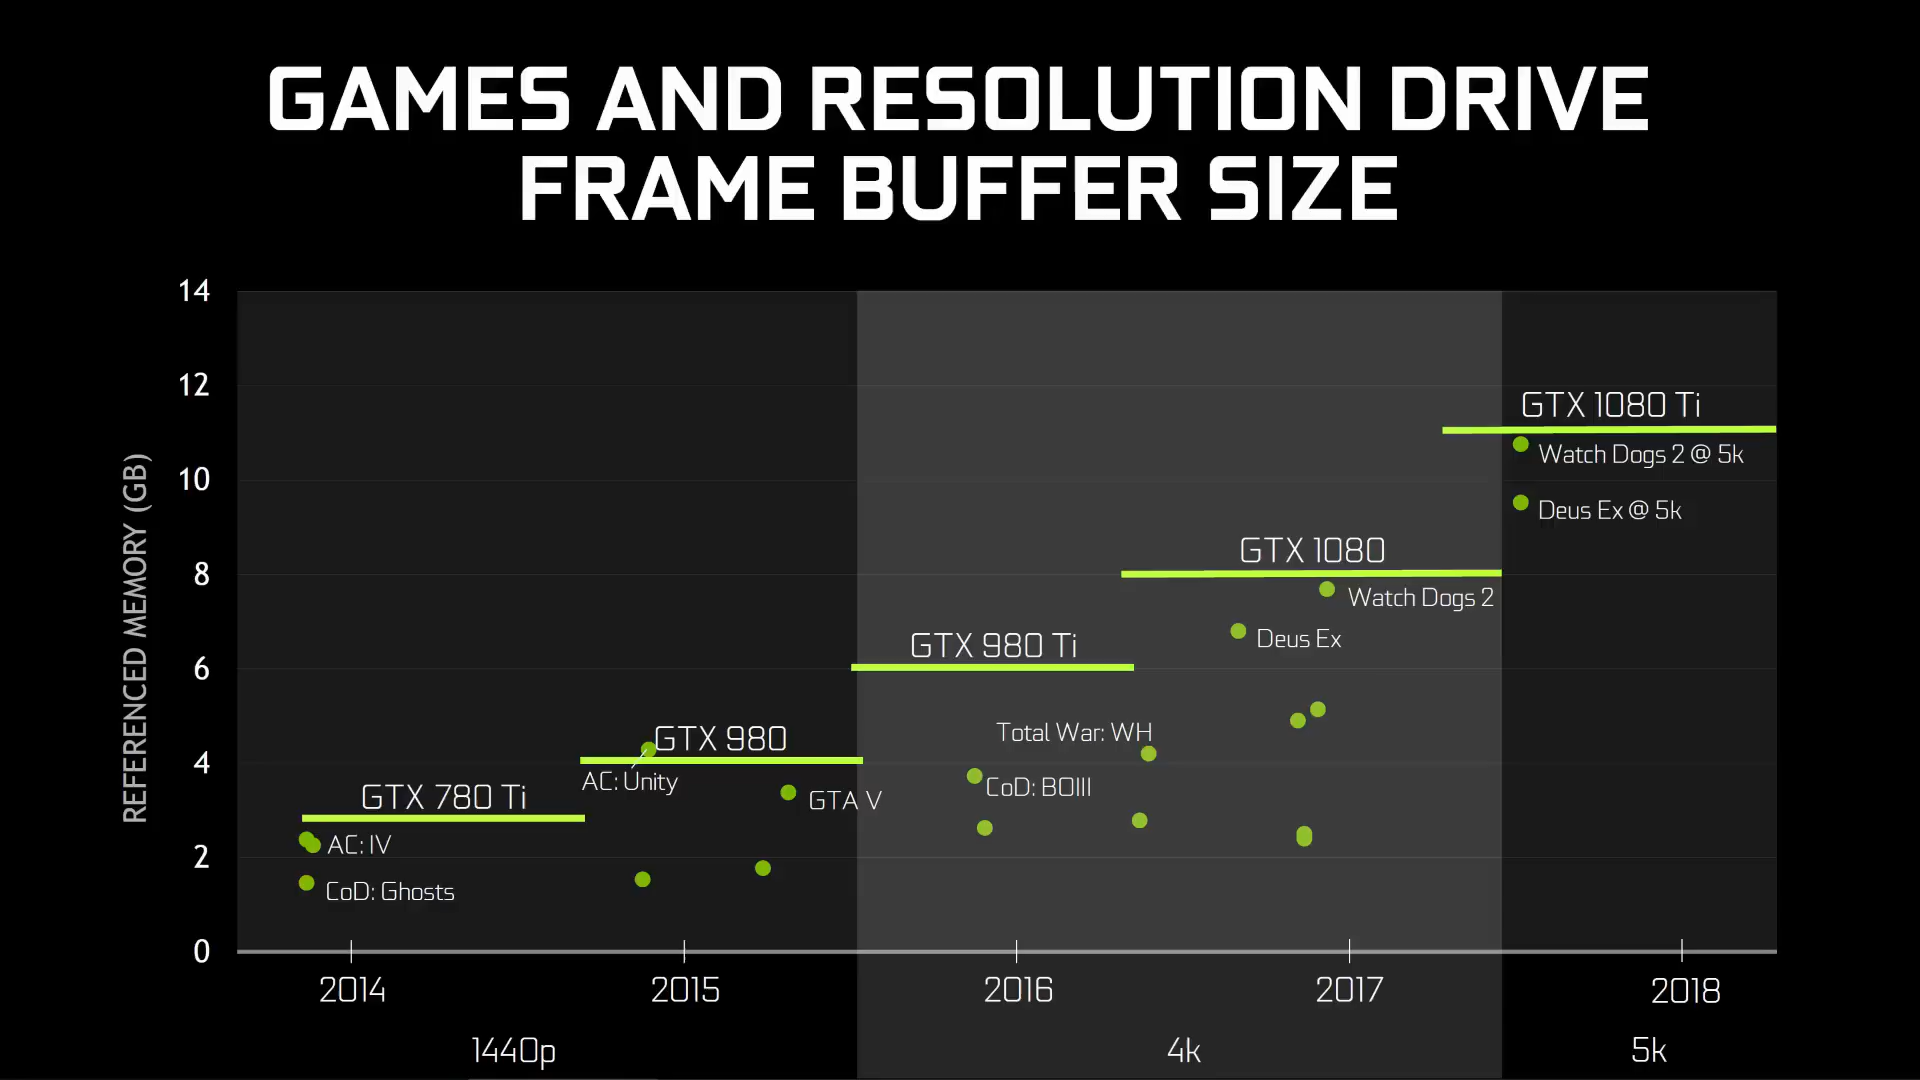 GAMES AND RESOLUTION DRIVE
FRAME BUFFER SIZE
REFERENCED MEMORY (GB)
14
12
10
8
6
4
2
0
GTX 1080 Ti
Watch Dogs 2 @ 5k
Deus Ex @ 5k
GTX 1080
Watch Dogs 2
Deus Ex
GTX 980 Ti
Total War: WH
CoD: BOIII
GTX 980
AC: Unity
GTA V
GTX 780 Ti
AC: IV
CoD: Ghosts
2014
2015
2016
2017
2018
1440p
4k
5k